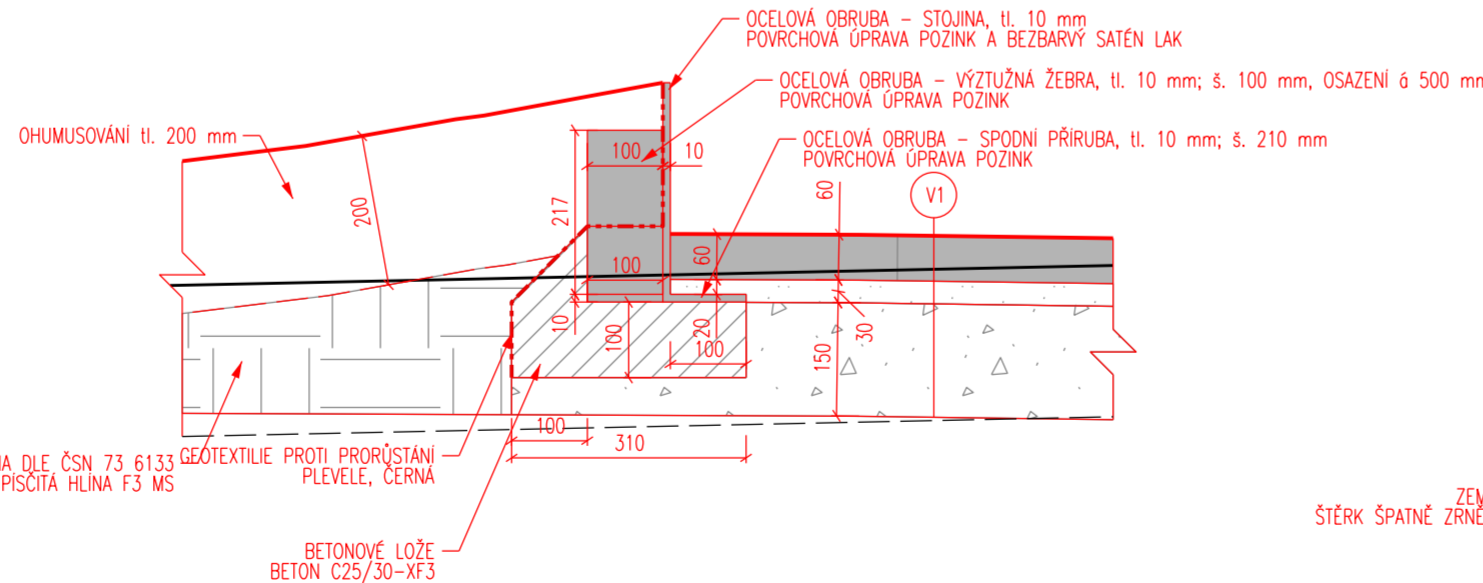 OCELOVÁ OBRUBA – STOJINA, tl. 10 mm
POVRCHOVÁ ÚPRAVA POZINK A BEZBARVÝ SATÉN LAK
OCELOVÁ OBRUBA – VÝZTUŽNÁ ŽEBRA, tl. 10 mm; š. 100 mm, OSAZENÍ á 500 mm
POVRCHOVÁ ÚPRAVA POZINK
OHUMUSOVÁNÍ tl. 200 mm
OCELOVÁ OBRUBA – SPODNÍ PŘÍRUBA, tl. 10 mm; š. 210 mm
POVRCHOVÁ ÚPRAVA POZINK
100
10
60
V1
200
217
100
60
10
100
20
100
150
30
100
310
DLE ČSN 73 6133
PÍSČITÁ HLÍNA F3 MS
GEOTEXTILIE PROTI PRORŮSTÁNÍ
PLEVELE, ČERNÁ
BETONOVÉ LOŽE
BETON C25/30–XF3
ŠTĚRK ŠPATNĚ